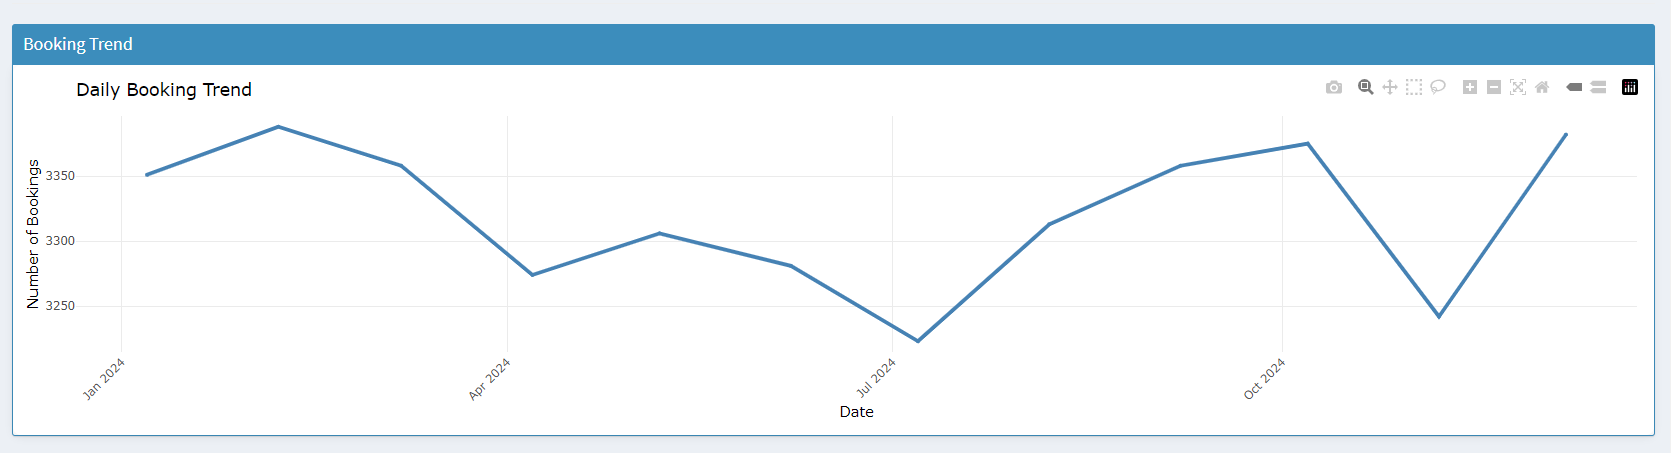 Booking Trend
Daily Booking Trend
Number of Bookings
3350
3300
3250
Jan 2024
Apr 2024
Jul 2024
Oct 2024
Date